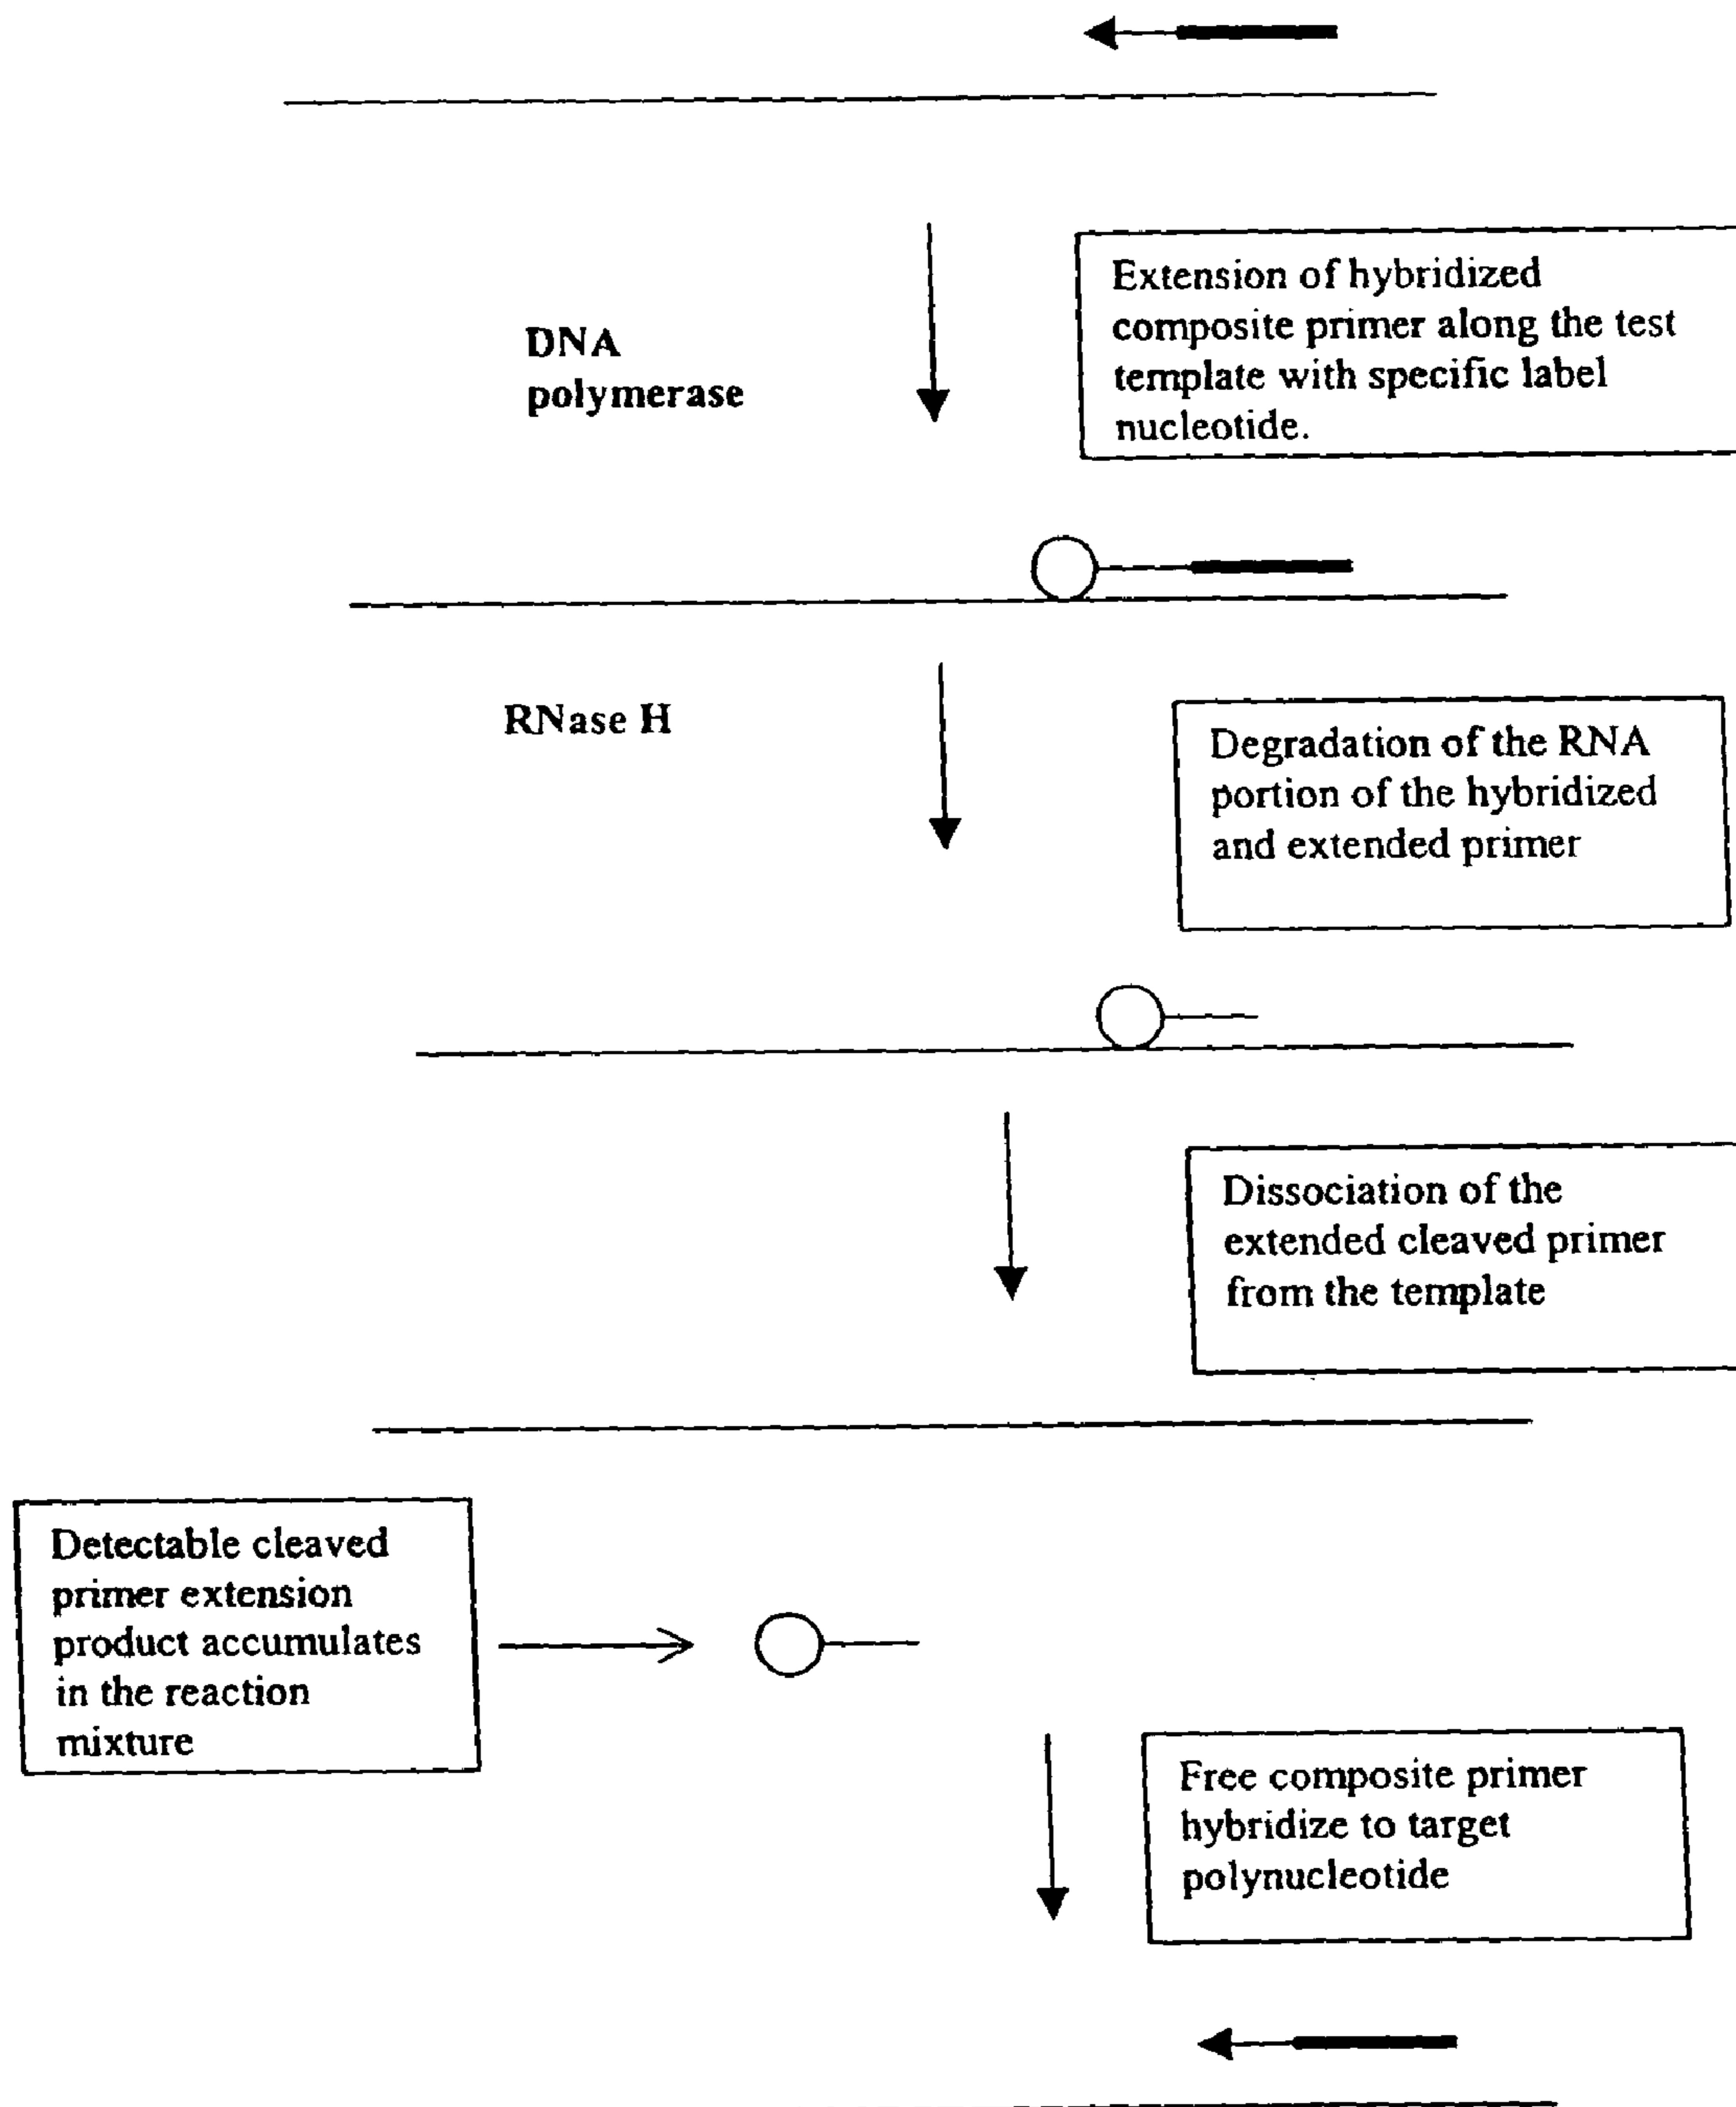 DNA
polymerase
Extension of hybridized
composite primer along the test
template with specific label
nucleotide.
RNase H
Degradation of the RNA
portion of the hybridized
and extended primer
Dissociation of the
extended cleaved primer
from the template
Detectable cleaved
primer extension
product accumulates
in the reaction
mixture
Free composite primer
hybridize to target
polynucleotide